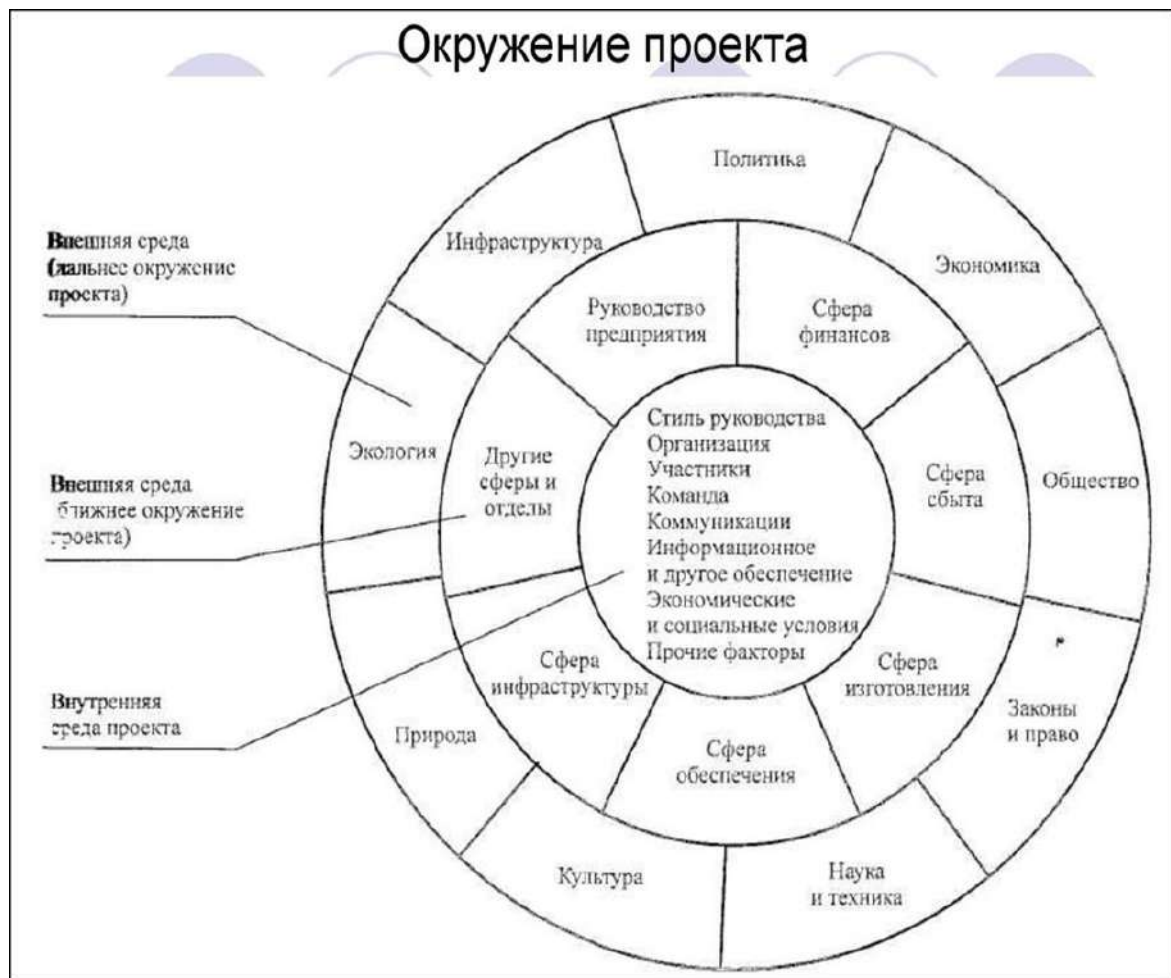 Окружение проекта
Политика
Инфраструктура
Экономика
Внешняя среда
(дальнее окружение
проекта)
Руководство
предприятия
Сфера
финансов
Стиль руководства
Организация
Участники
Команда
Коммуникации
Информационное
и другое обеспечение
Экономические
и социальные условия
Прочие факторы
Экология
Другие
сферы и
отделы
Сфера
сбыта
Общество
Внешняя среда
ближнее окружение
проекта)
Сфера
инфраструктуры
Сфера
изготовления
Внутренняя
среда проекта
Природа
Сфера
обеспечения
Законы
и право
Культура
Наука
и техника